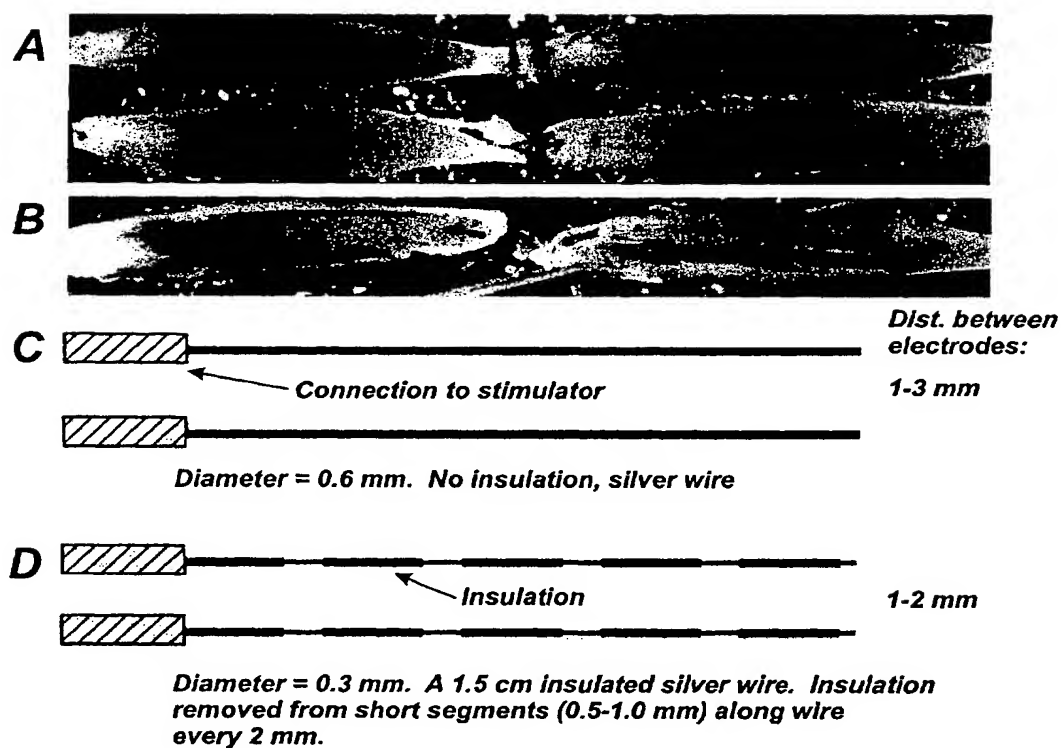 A
B
C
Dist. between
electrodes:
Connection to stimulator
1-3 mm
Diameter = 0.6 mm. No insulation, silver wire
D
Insulation
1-2 mm
Diameter = 0.3 mm. A 1.5 cm insulated silver wire. Insulation
removed from short segments (0.5-1.0 mm) along wire
every 2 mm.